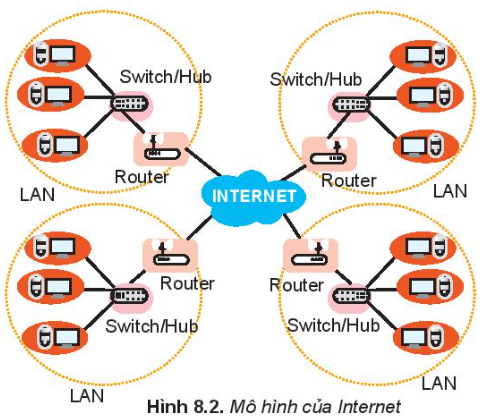 Switch/Hub
Router
LAN
Switch/Hub
Router
LAN
INTERNET
Router
Switch/Hub
LAN
Router
Switch/Hub
LAN
Hình 8.2. Mô hình của Internet